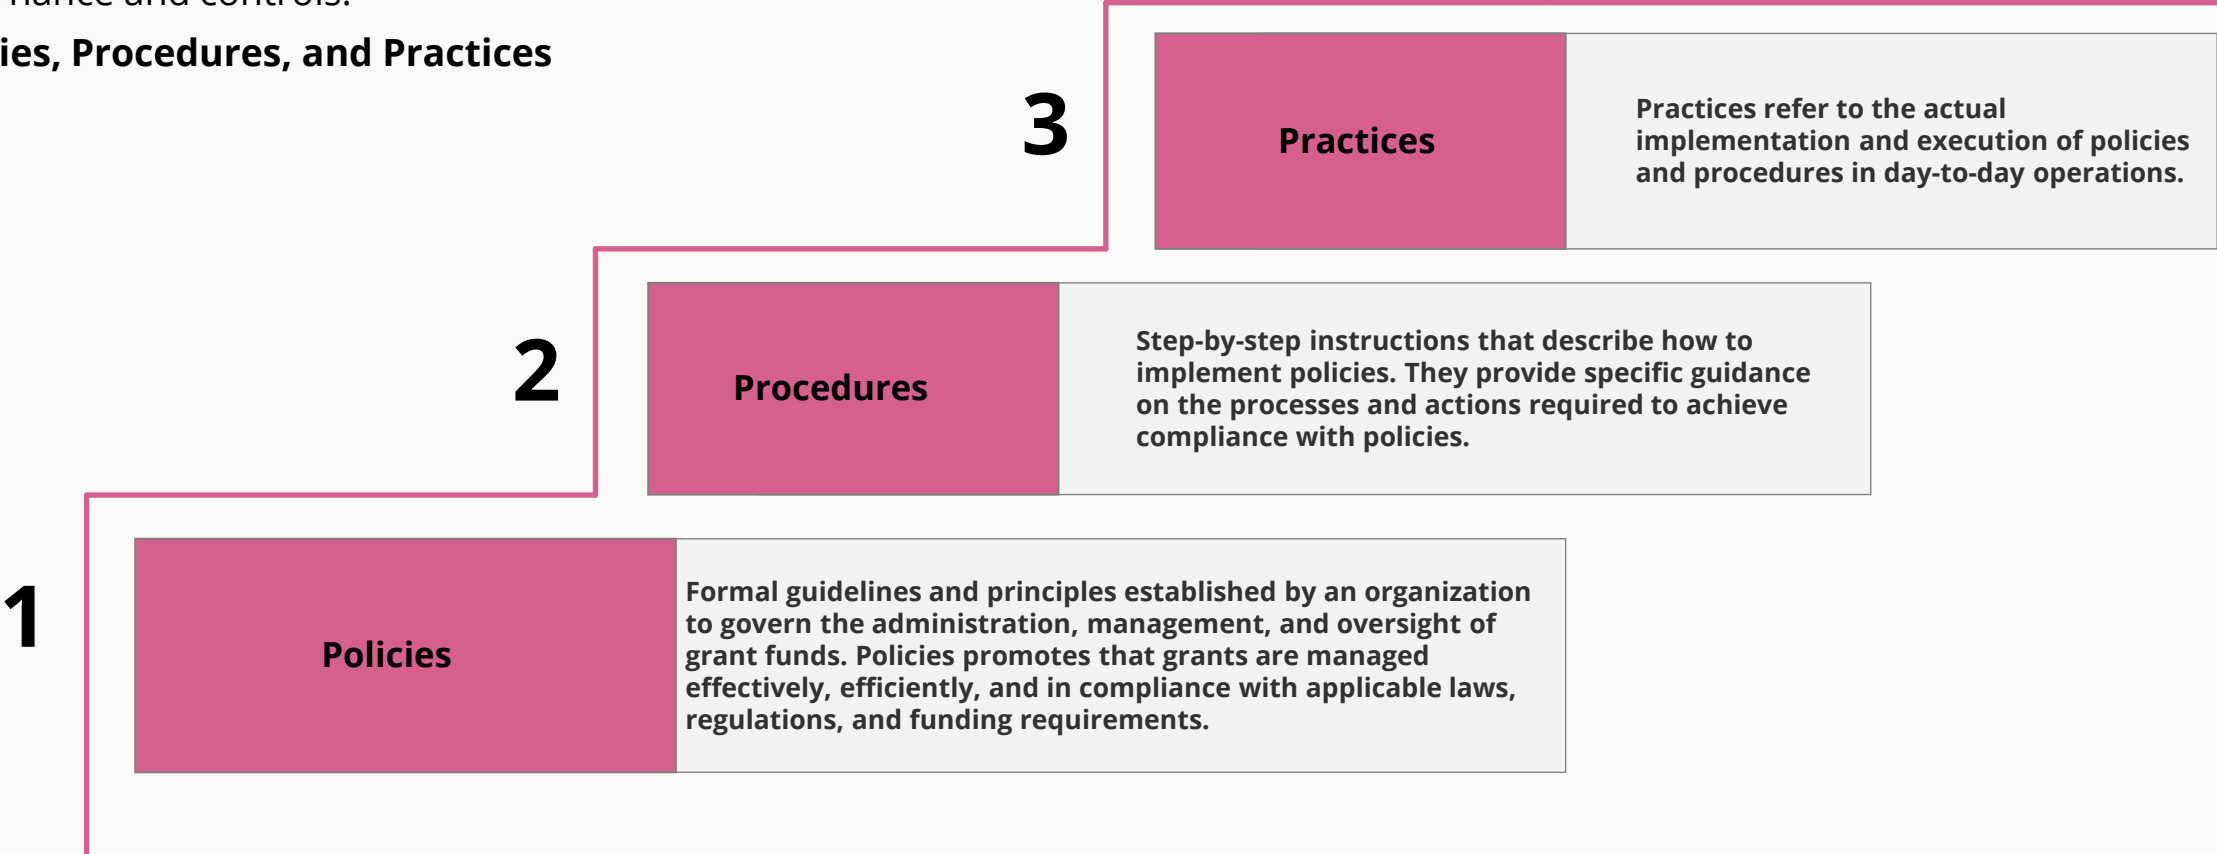 and controls.
ies, Procedures, and Practices
3
Practices
Practices refer to the actual
implementation and execution of policies
and procedures in day-to-day operations.
2
Procedures
Step-by-step instructions that describe how to
implement policies. They provide specific guidance
on the processes and actions required to achieve
compliance with policies.
1
Policies
Formal guidelines and principles established by an organization
to govern the administration, management, and oversight of
grant funds. Policies promotes that grants are managed
effectively, efficiently, and in compliance with applicable laws,
regulations, and funding requirements.